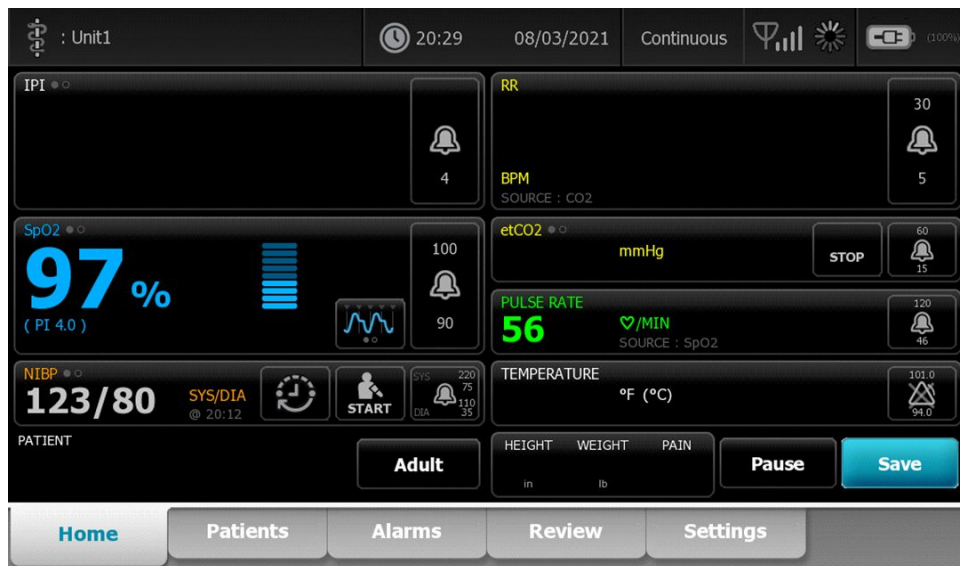 : Unit1
20:29
08/03/2021
Continuous
(100%)
IPI
4
RR
30
BPM
SOURCE : CO2
5
SpO2
97 %
( PI 4.0 )
100
90
etCO2
mmHg
STOP
60
15
PULSE RATE
56
/MIN
SOURCE : SpO2
120
46
NIBP
123/80
SYS/DIA
@ 20:12
START
SYS 220
75
110
DIA 35
TEMPERATURE
°F (°C)
101.0
94.0
PATIENT
Adult
HEIGHT WEIGHT PAIN
in lb
Pause
Save
Home
Patients
Alarms
Review
Settings